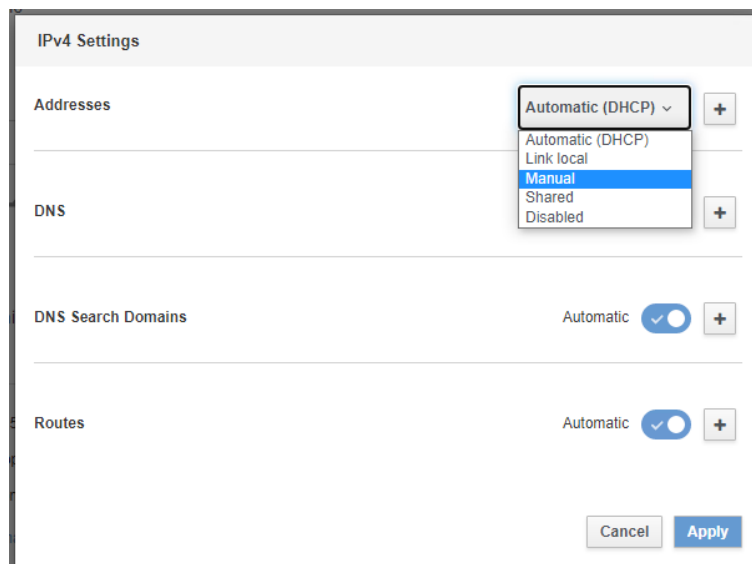 IPv4 Settings
Addresses
Automatic (DHCP)
Automatic (DHCP)
Link local
Manual
Shared
Disabled
DNS
DNS Search Domains
Automatic
Routes
Automatic
Cancel
Apply